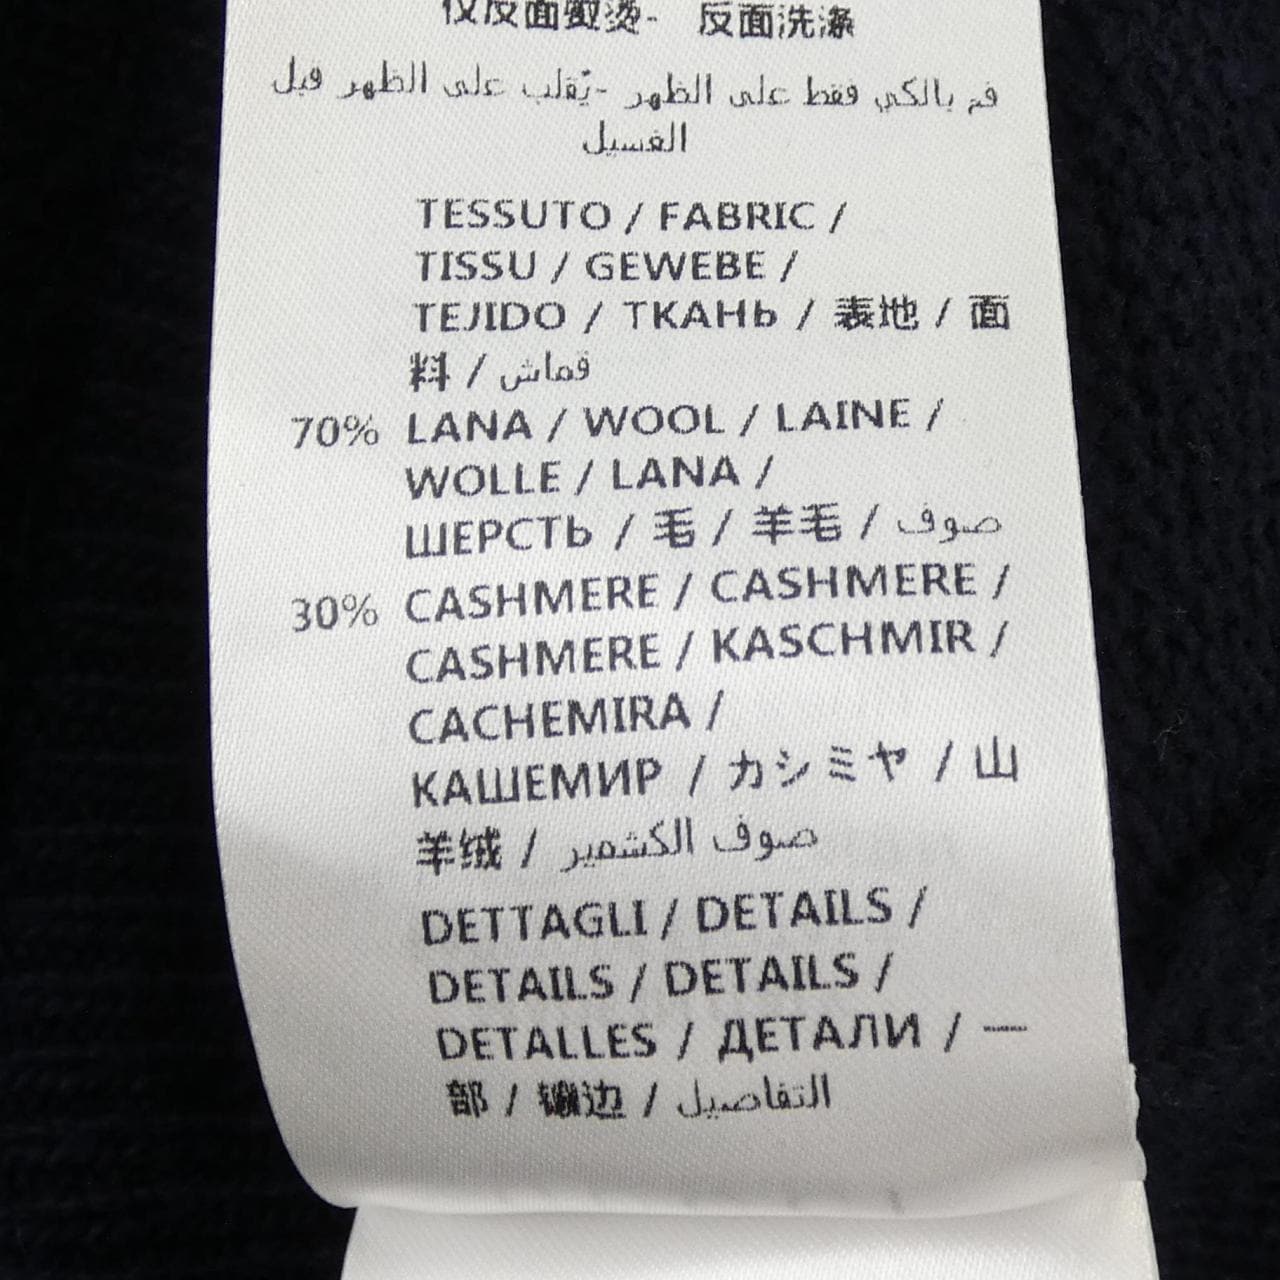 仅反面熨烫- 反面洗涤
قم بالكي فقط على الظهر -يُقلب على الظهر قبل
الغسيل
TESSUTO / FABRIC /
TISSU / GEWEBE /
TEJIDO / ТКАНЬ / 表地 / 面
料 / قماش
70% LANA / WOOL / LAINE /
WOLLE / LANA /
ШЕРСТЬ / 毛 / 羊毛 / صوف
30% CASHMERE / CASHMERE /
CASHMERE / KASCHMIR /
CACHEMIRA /
КАШЕМИР / カシミヤ / 山
羊绒 / صوف الكشمير
DETTAGLI / DETAILS /
DETAILS / DETAILS /
DETALLES / ДЕТАЛИ / 一
部 / 镶边 / التفاصيل